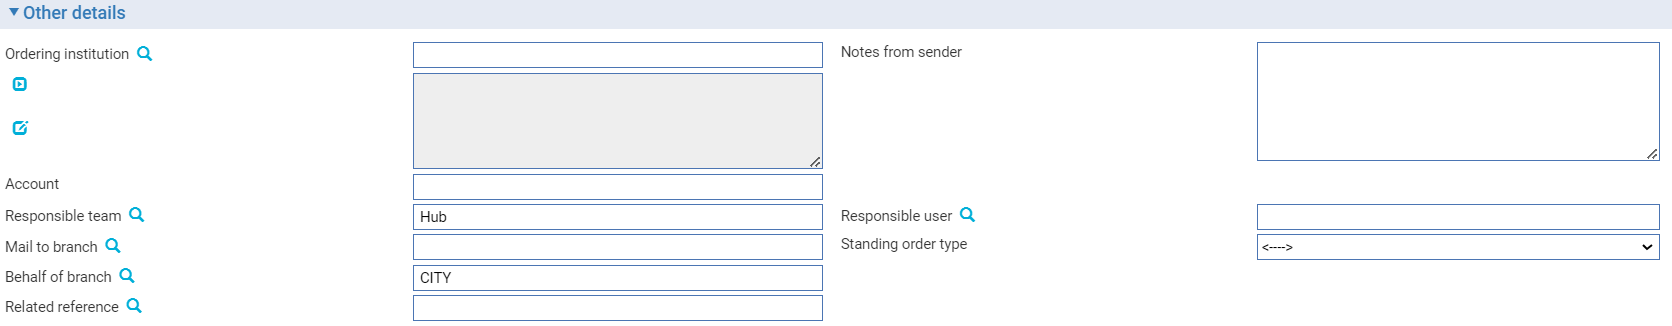 Other details
Ordering institution
Notes from sender
Account
Responsible team Hub
Responsible user
Mail to branch
Standing order type <---->
Behalf of branch CITY
Related reference